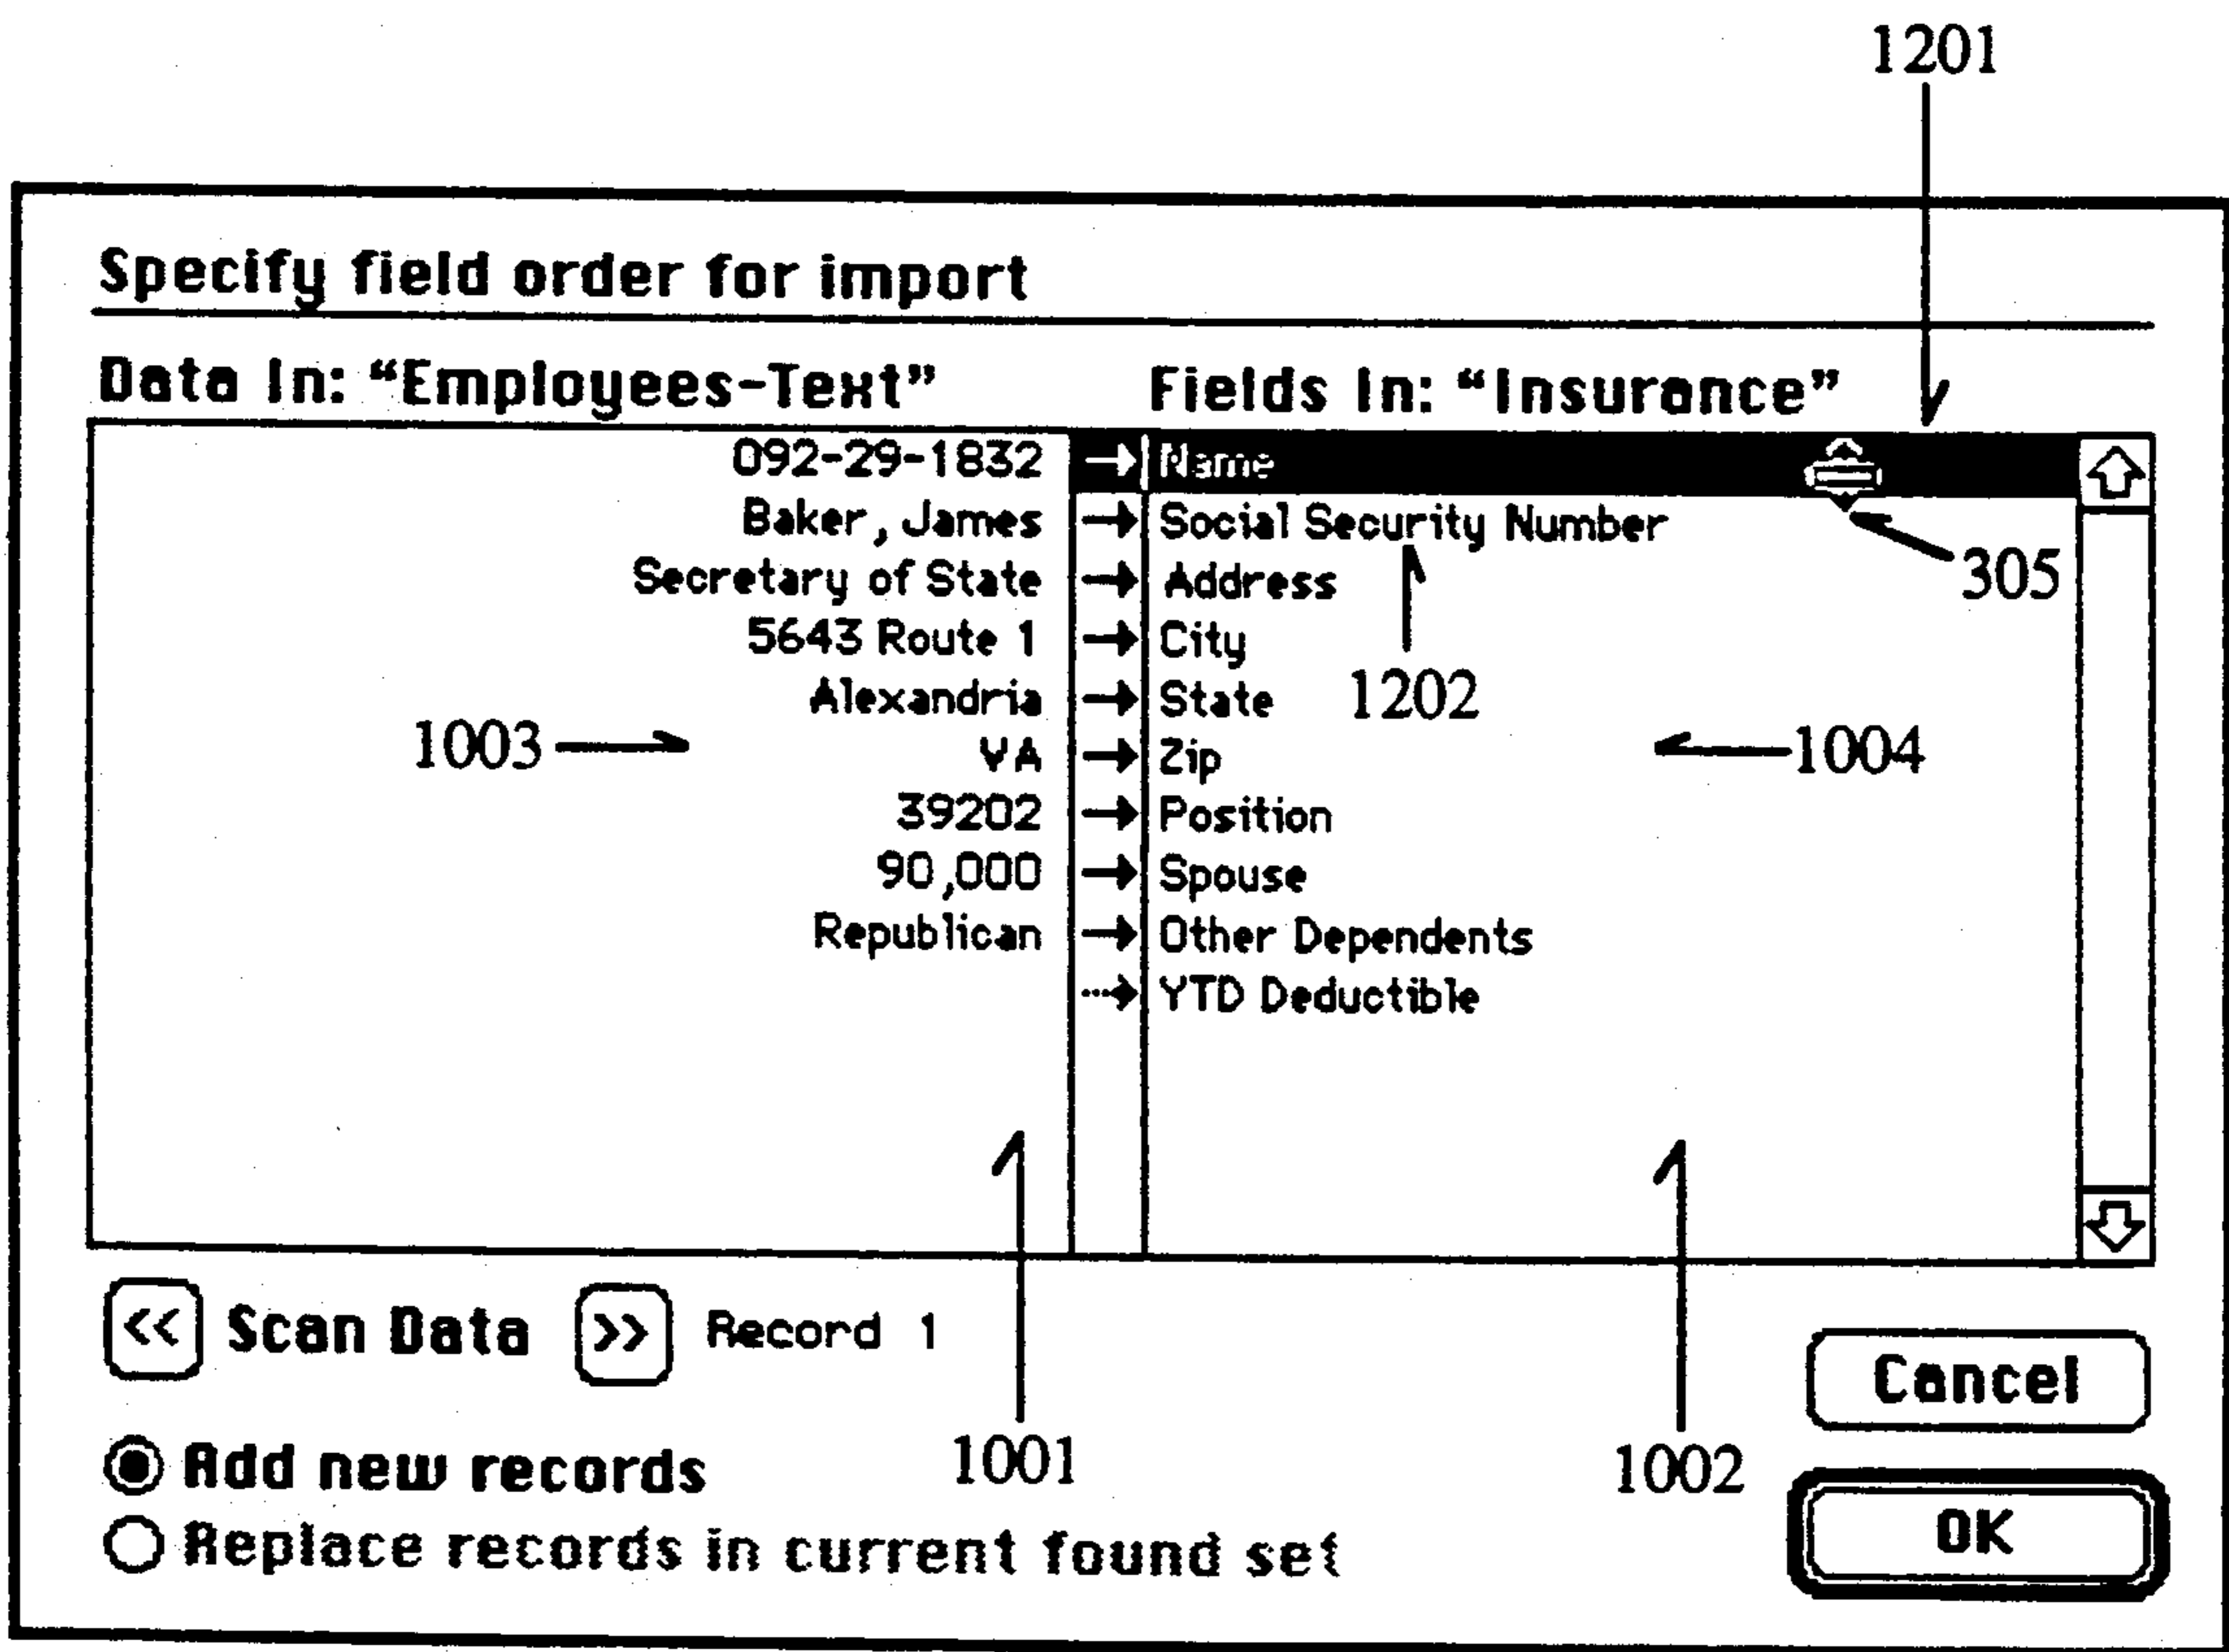 1201
Specify field order for import
Data In: “Employees-Text” Fields In: “Insurance”
092-29-1832 → Name
Baker, James → Social Security Number
305
Secretary of State → Address
5643 Route 1 → City
Alexandria → State 1202
1003 VA → Zip 1004
39202 → Position
90,000 → Spouse
Republican → Other Dependents
YTD Deductible
<< Scan Data >> Record 1
Cancel
1001 1002
Add new records
OK
Replace records in current found set